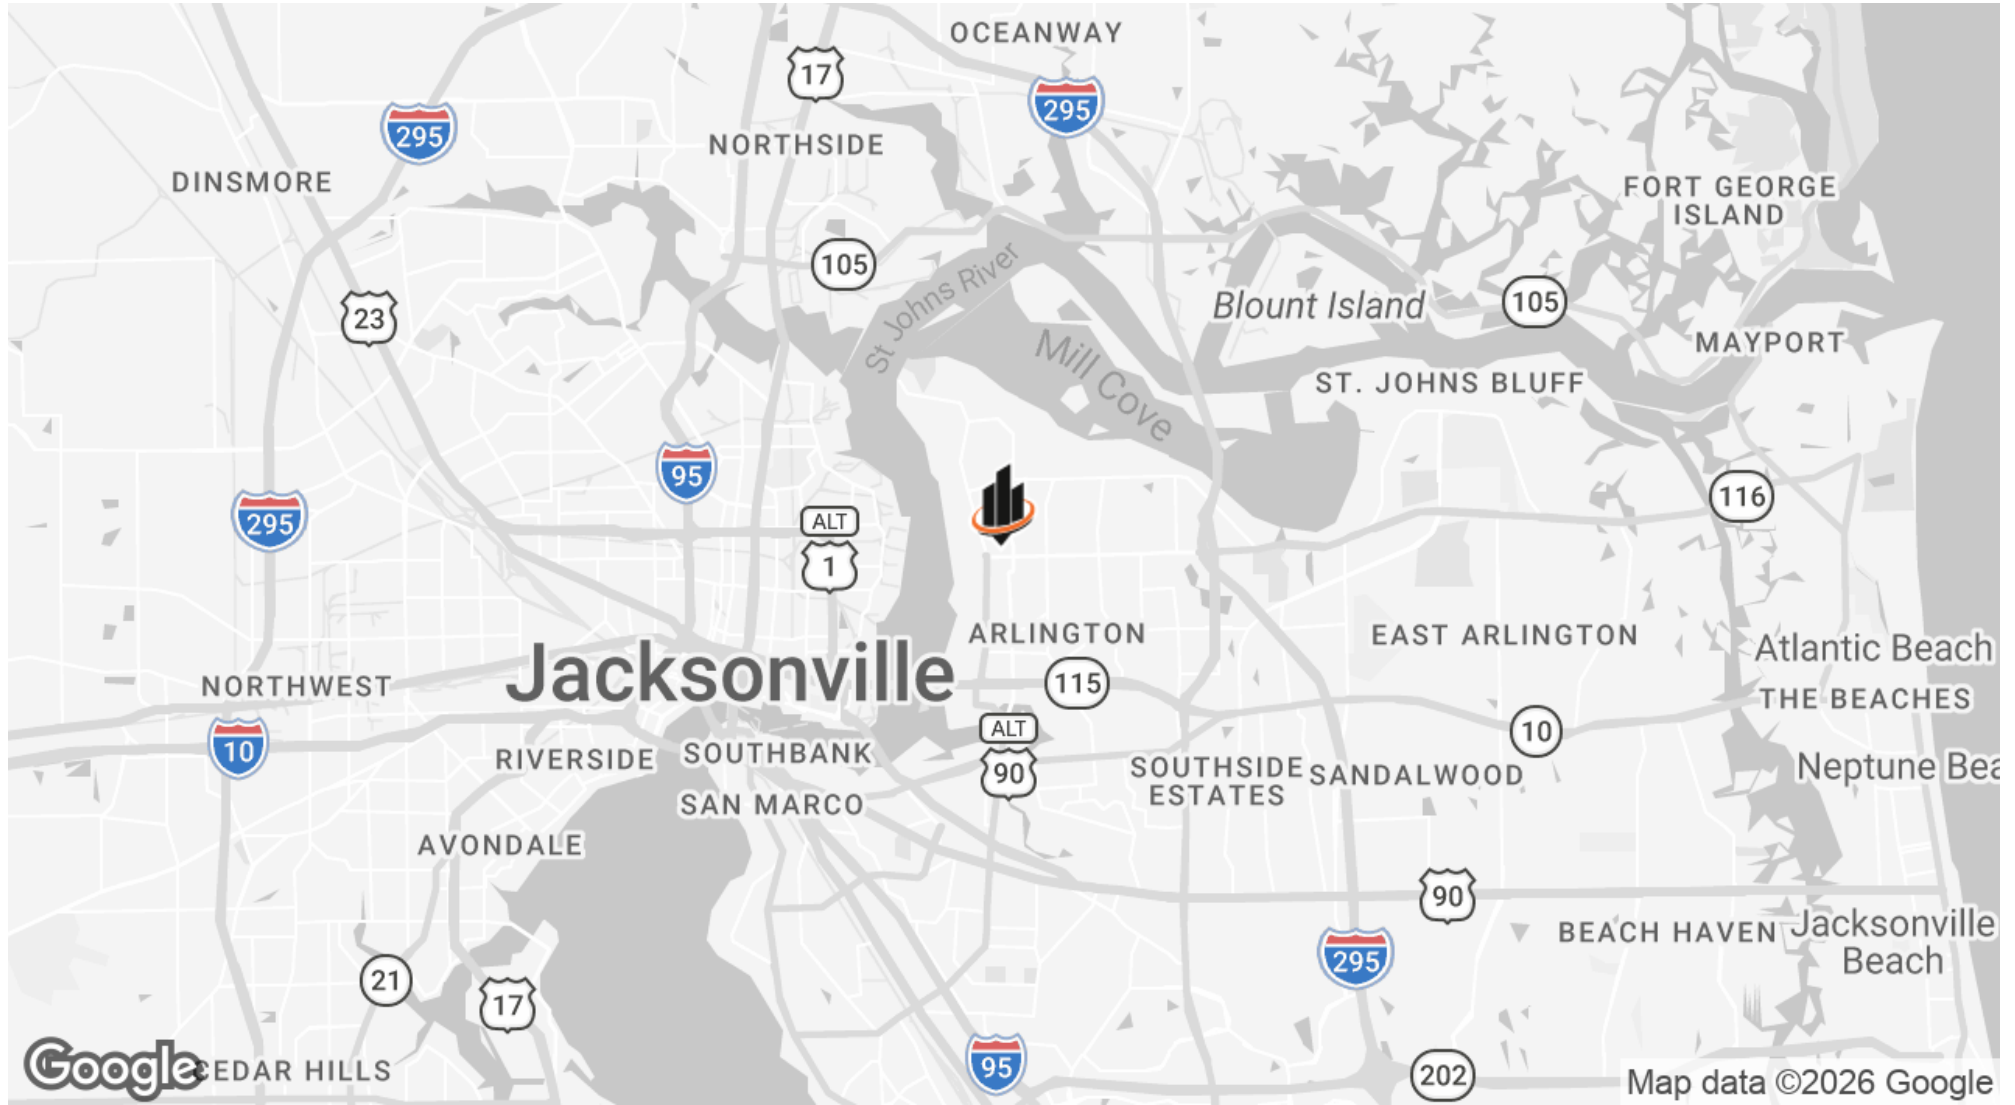 OCEANWAY
17
295
295
NORTHSIDE
DINSMORE
FORT GEORGE
ISLAND
105
St Johns River
23
Blount Island
105
Mill Cove
MAYPORT
ST. JOHNS BLUFF
95
116
295
ALT
1
ARLINGTON
EAST ARLINGTON
Atlantic Beach
Jacksonville
115
NORTHWEST
THE BEACHES
ALT
10
10
RIVERSIDE
SOUTHBANK
90
SOUTHSIDE
ESTATES
SANDALWOOD
Neptune Bea
SAN MARCO
AVONDALE
90
BEACH HAVEN
Jacksonville
Beach
295
21
17
95
Google
CEDAR HILLS
202
Map data ©2026 Google